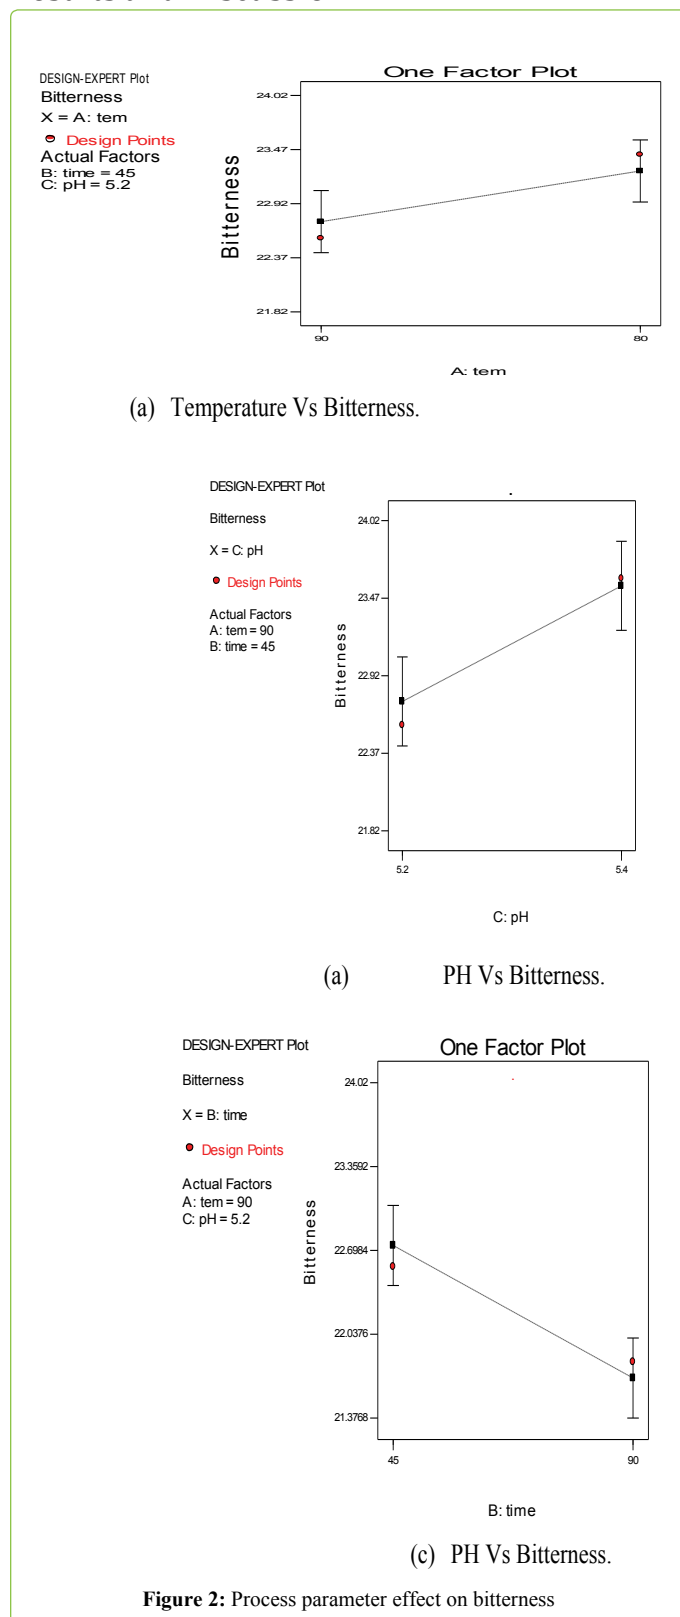 DESIGN-EXPERT Plot
Bitterness
X = A: tem
Design Points
Actual Factors
B: time = 45
C: pH = 5.2
One Factor Plot
Bitterness
24.02
23.47
22.92
22.37
21.82
90
80
A: tem
(a) Temperature Vs Bitterness.
DESIGN-EXPERT Plot
Bitterness
X = C: pH
Design Points
Actual Factors
A: tem = 90
B: time = 45
Bitterness
24.02
23.47
22.92
22.37
21.82
5.2
5.4
C: pH
(a) PH Vs Bitterness.
DESIGN-EXPERT Plot
Bitterness
X = B: time
Design Points
Actual Factors
A: tem = 90
C: pH = 5.2
One Factor Plot
Bitterness
24.02
23.3592
22.6984
22.0376
21.3768
45
90
B: time
(c) PH Vs Bitterness.
Figure 2: Process parameter effect on bitterness